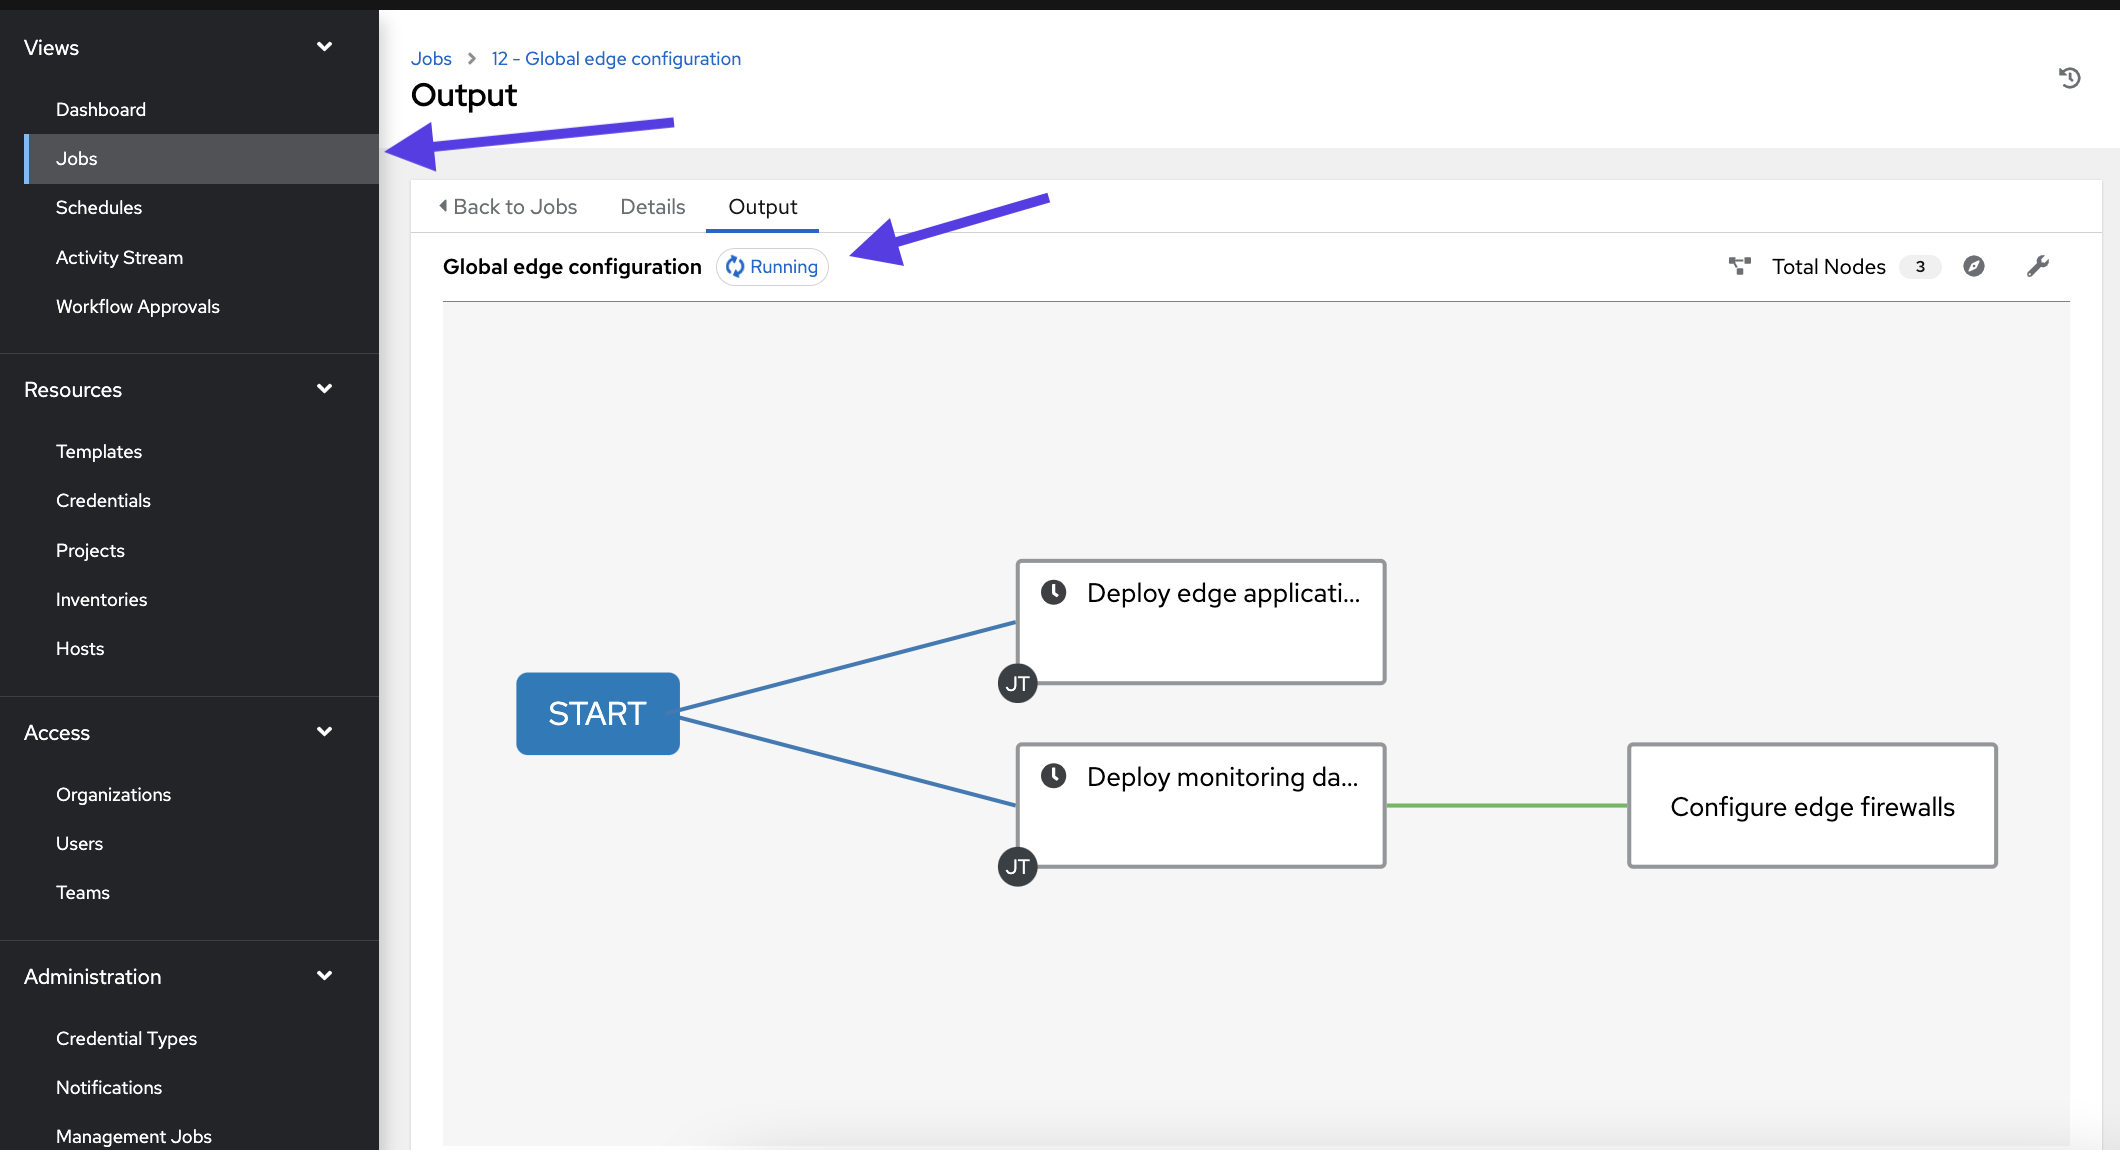 Views
Dashboard
Jobs
Schedules
Activity Stream
Workflow Approvals
Resources
Templates
Credentials
Projects
Inventories
Hosts
Access
Organizations
Users
Teams
Administration
Credential Types
Notifications
Management Jobs
Jobs > 12 - Global edge configuration
Output
Back to Jobs Details Output
Global edge configuration Running Total Nodes 3
START
Deploy edge applicati...
JT
Deploy monitoring da...
JT
Configure edge firewalls